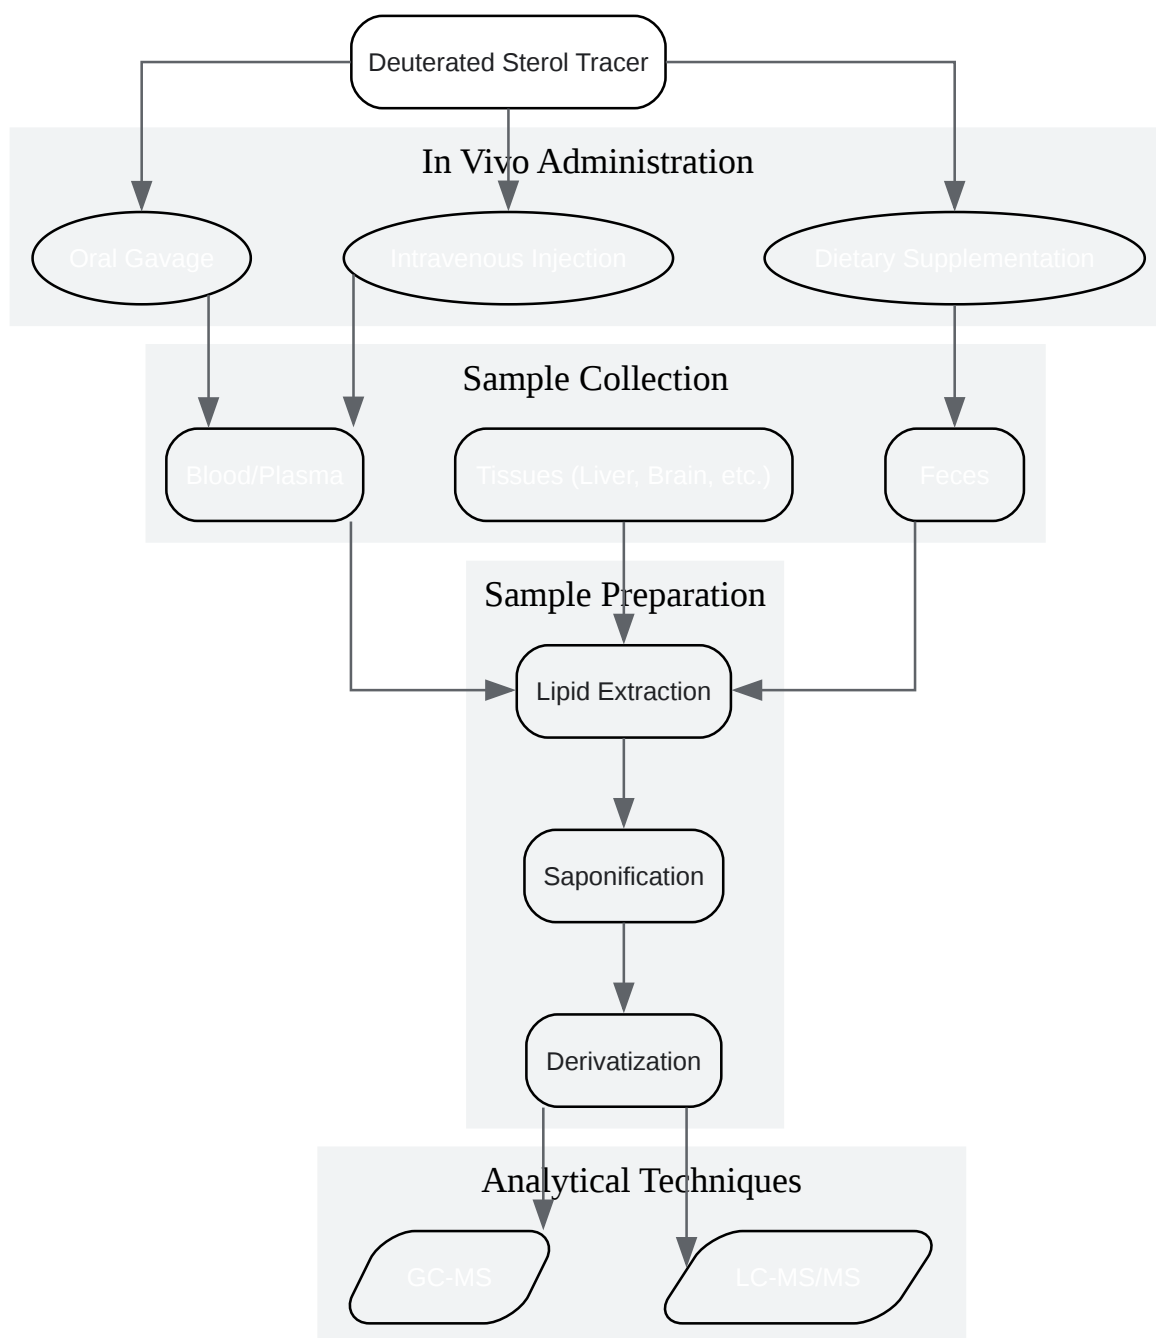 Deuterated Sterol Tracer
In Vivo Administration
Oral Gavage
Intravenous Injection
Dietary Supplementation
Sample Collection
Blood/Plasma
Tissues (Liver, Brain, etc.)
Feces
Sample Preparation
Lipid Extraction
Saponification
Derivatization
Analytical Techniques
GC-MS
LC-MS/MS